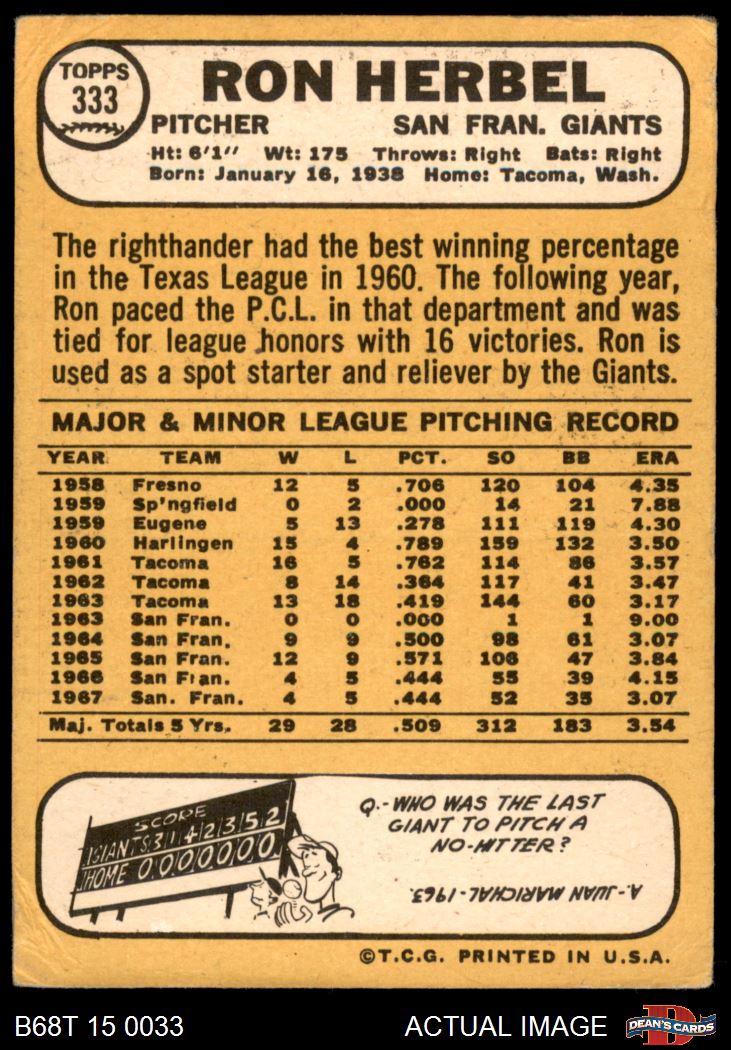 TOPPS
333
RON HERBEL
PITCHER SAN FRAN. GIANTS
Ht: 6'1'' Wt: 175 Throws: Right Bats: Right
Born: January 16, 1938 Home: Tacoma, Wash.
The righthander had the best winning percentage
in the Texas League in 1960. The following year,
Ron paced the P.C.L. in that department and was
tied for league honors with 16 victories. Ron is
used as a spot starter and reliever by the Giants.
MAJOR & MINOR LEAGUE PITCHING RECORD
YEAR TEAM W L PCT. SO BB ERA
1958 Fresno 12 5 .706 120 104 4.35
1959 Sp'ngfield 0 2 .000 14 21 7.88
1959 Eugene 5 13 .278 111 119 4.30
1960 Harlingen 15 4 .789 159 132 3.50
1961 Tacoma 16 5 .762 114 86 3.57
1962 Tacoma 8 14 .364 117 41 3.47
1963 Tacoma 13 18 .419 144 60 3.17
1963 San Fran. 0 0 .000 1 1 9.00
1964 San Fran. 9 9 .500 98 61 3.07
1965 San Fran. 12 9 .571 106 47 3.84
1966 San Fran. 4 5 .444 55 39 4.15
1967 San. Fran. 4 5 .444 52 35 3.07
Maj. Totals 5 Yrs. 29 28 .509 312 183 3.54
SCORE
GIANTS 3 1 4 2 3 5 2
HOME 0 0 0 0 0 0 0
Q.- WHO WAS THE LAST
GIANT TO PITCH A
NO-HITTER?
A.- JUAN MARICHAL - 1963.
©T.C.G. PRINTED IN U.S.A.
B68T 15 0033 ACTUAL IMAGE
D
DEAN'S CARDS